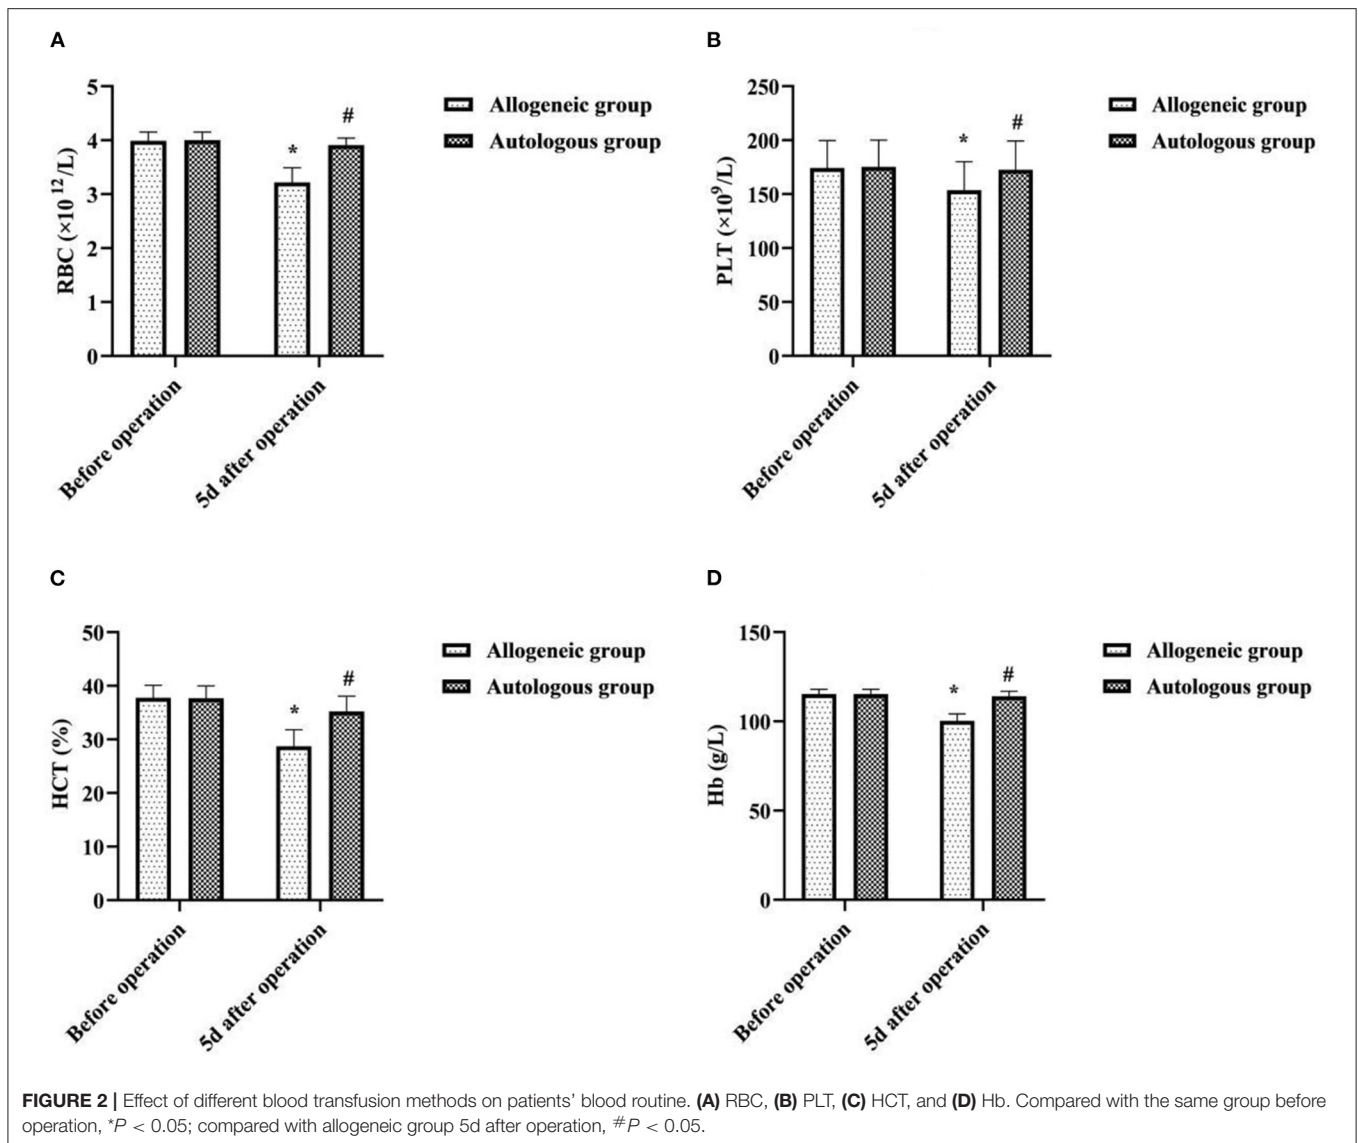 A
5
4
3
2
1
0
RBC (×10¹²/L)
*
#
Before operation
5d after operation
Allogeneic group
Autologous group
B
250
200
150
100
50
0
PLT (×10⁹/L)
*
#
Before operation
5d after operation
Allogeneic group
Autologous group
C
50
40
30
20
10
0
HCT (%)
*
#
Before operation
5d after operation
Allogeneic group
Autologous group
D
150
100
50
0
Hb (g/L)
*
#
Before operation
5d after operation
Allogeneic group
Autologous group
FIGURE 2 | Effect of different blood transfusion methods on patients’ blood routine. (A) RBC, (B) PLT, (C) HCT, and (D) Hb. Compared with the same group before
operation, *P < 0.05; compared with allogeneic group 5d after operation, #P < 0.05.